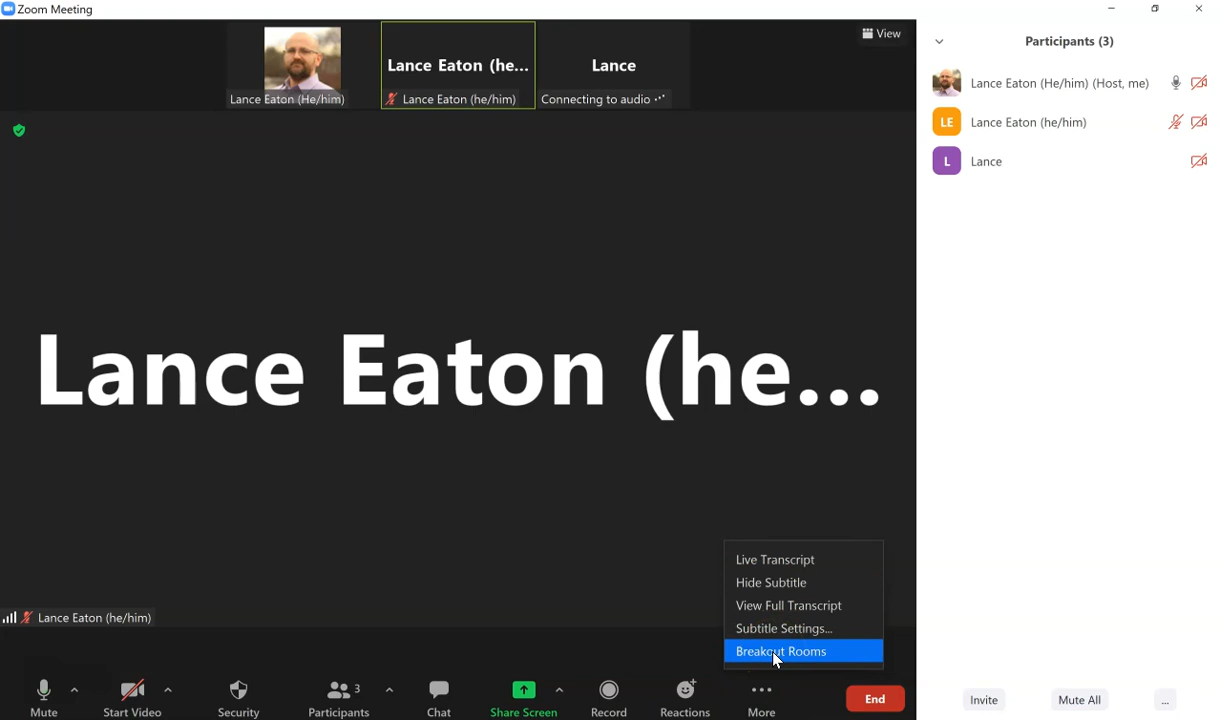 Zoom Meeting
View
Lance Eaton (he...
Lance
Lance Eaton (He/him)
Lance Eaton (he/him)
Connecting to audio
Participants (3)
Lance Eaton (He/him) (Host, me)
LE Lance Eaton (he/him)
L Lance
Lance Eaton (he...
Lance Eaton (he/him)
Live Transcript
Hide Subtitle
View Full Transcript
Subtitle Settings...
Breakout Rooms
3
Mute
Start Video
Security
Participants
Chat
Share Screen
Record
Reactions
More
End
Invite
Mute All
...